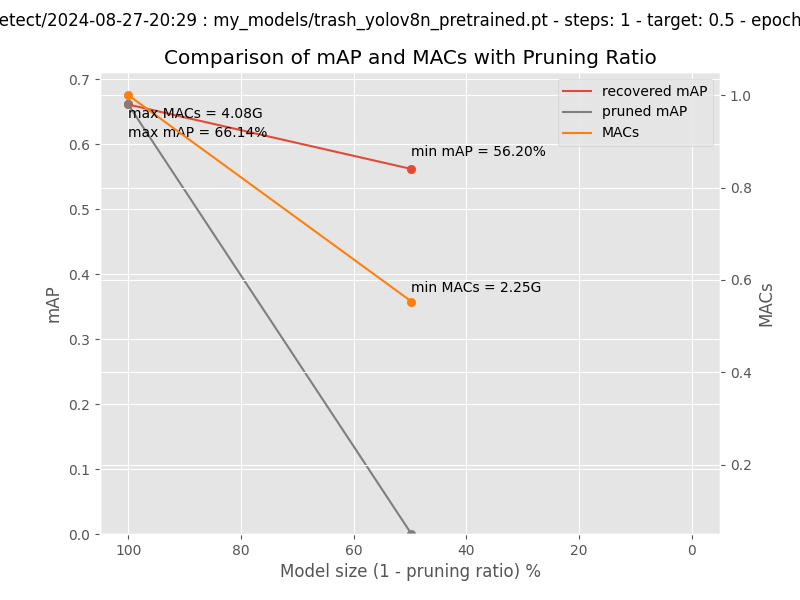 etect/2024-08-27-20:29 : my_models/trash_yolov8n_pretrained.pt - steps: 1 - target: 0.5 - epoch
Comparison of mAP and MACs with Pruning Ratio
0.7
0.6
0.5
0.4
0.3
0.2
0.1
0.0
mAP
max MACs = 4.08G
max mAP = 66.14%
min mAP = 56.20%
min MACs = 2.25G
recovered mAP
pruned mAP
MACs
1.0
0.8
0.6
0.4
0.2
MACs
100 80 60 40 20 0
Model size (1 - pruning ratio) %